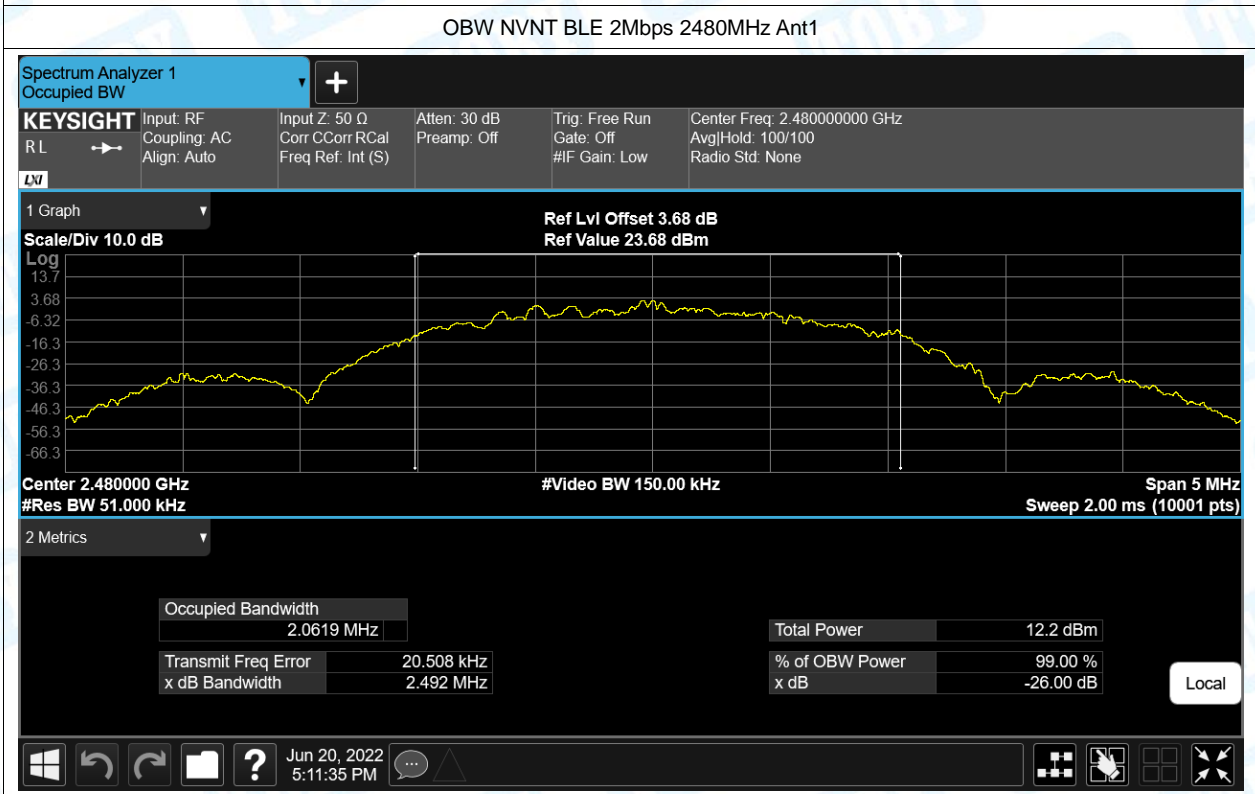 OBW NVNT BLE 2Mbps 2480MHz Ant1
Spectrum Analyzer 1
Occupied BW
KEYSIGHT
RL
LXI
Input: RF
Coupling: AC
Align: Auto
Input Z: 50 Ω
Corr CCorr RCal
Freq Ref: Int (S)
Atten: 30 dB
Preamp: Off
Trig: Free Run
Gate: Off
#IF Gain: Low
Center Freq: 2.480000000 GHz
Avg|Hold: 100/100
Radio Std: None
1 Graph
Scale/Div 10.0 dB
Ref Lvl Offset 3.68 dB
Ref Value 23.68 dBm
Log
13.7
3.68
-6.32
-16.3
-26.3
-36.3
-46.3
-56.3
-66.3
Center 2.480000 GHz
#Video BW 150.00 kHz
Span 5 MHz
#Res BW 51.000 kHz
Sweep 2.00 ms (10001 pts)
2 Metrics
Occupied Bandwidth
2.0619 MHz
Total Power 12.2 dBm
Transmit Freq Error 20.508 kHz
% of OBW Power 99.00 %
x dB Bandwidth 2.492 MHz
x dB -26.00 dB
Local
Jun 20, 2022
5:11:35 PM